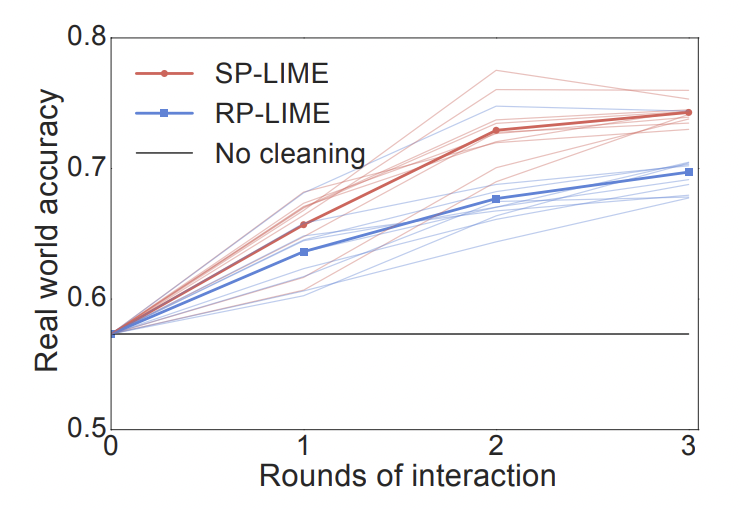 0.8
SP-LIME
RP-LIME
No cleaning
0.7
0.6
0.5
Real world accuracy
0 1 2 3
Rounds of interaction